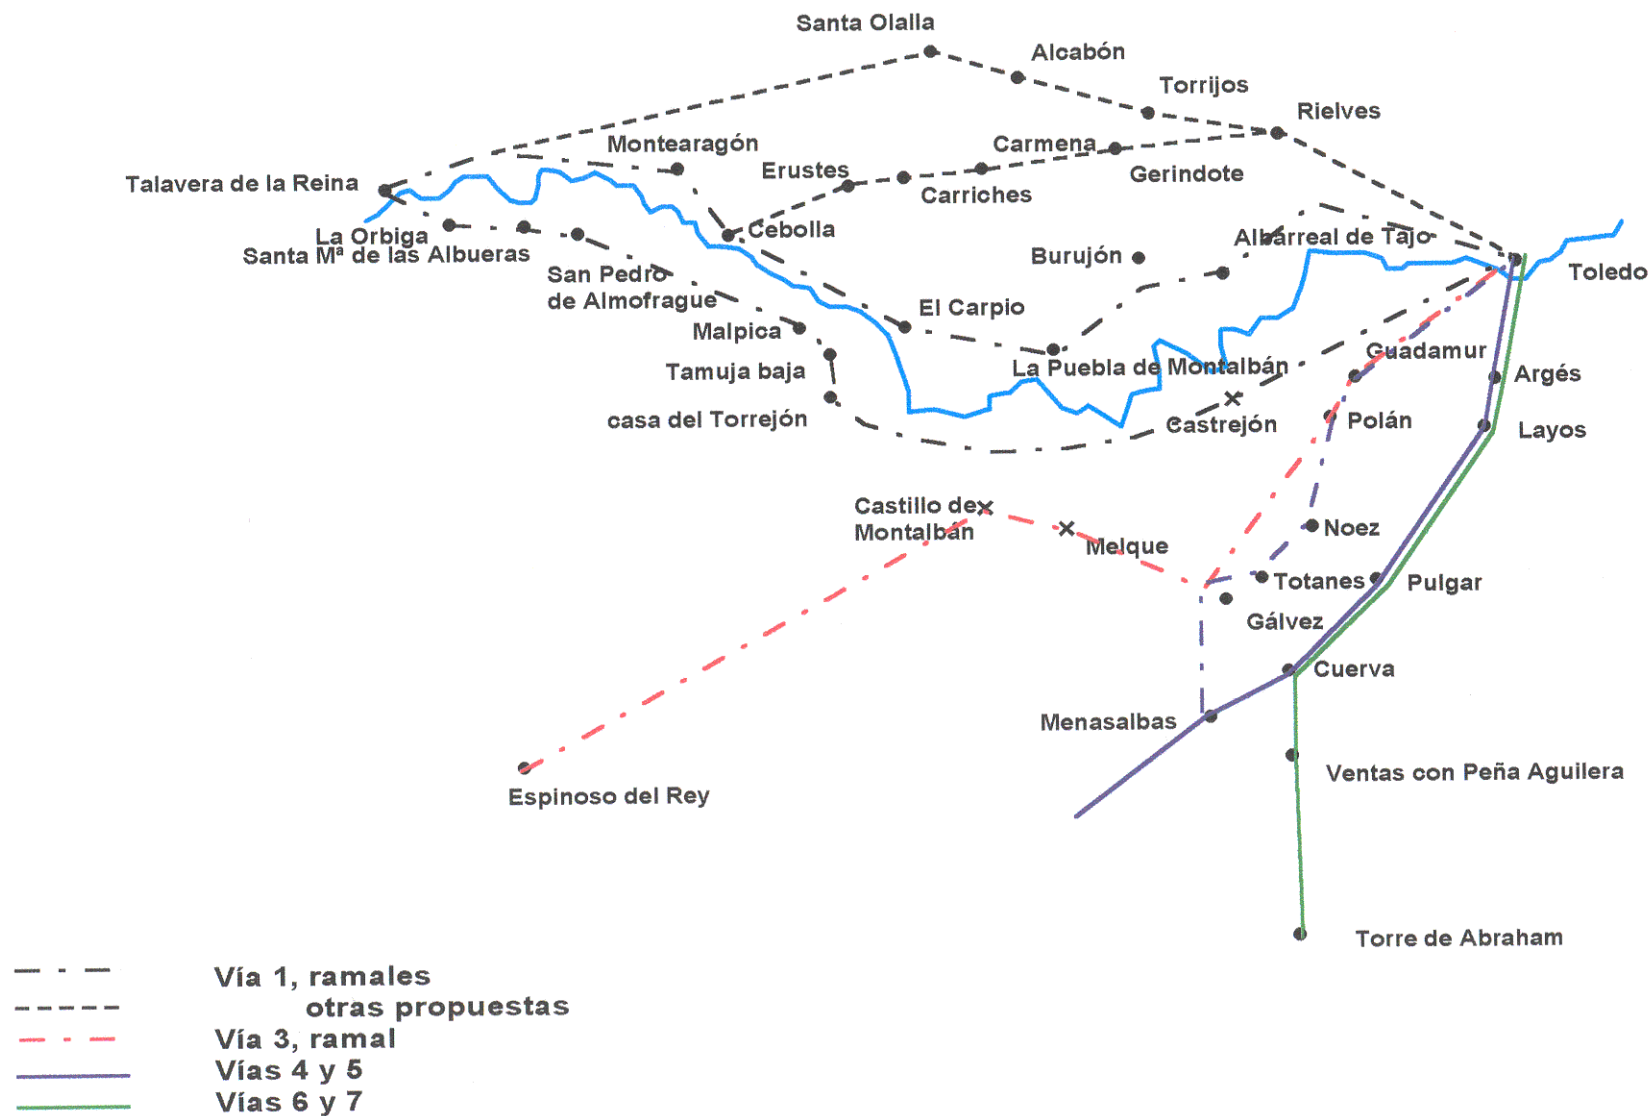 Santa Olalla
Alcabón
Torrijos
Rielves
Montearagón
Carmena
Erustes
Gerindote
Talavera de la Reina
Carriches
La Orbiga
Cebolla
Albarreal de Tajo
Santa Mª de las Albueras
Burujón
Toledo
San Pedro
de Almofrague
El Carpio
Malpica
Guadamur
Tamuja baja
La Puebla de Montalbán
Argés
casa del Torrejón
Castrejón
Polán
Layos
Castillo de
Montalbán
Melque
Noez
Totanes
Pulgar
Gálvez
Cuerva
Menasalbas
Ventas con Peña Aguilera
Espinoso del Rey
Torre de Abraham
Vía 1, ramales
otras propuestas
Vía 3, ramal
Vías 4 y 5
Vías 6 y 7